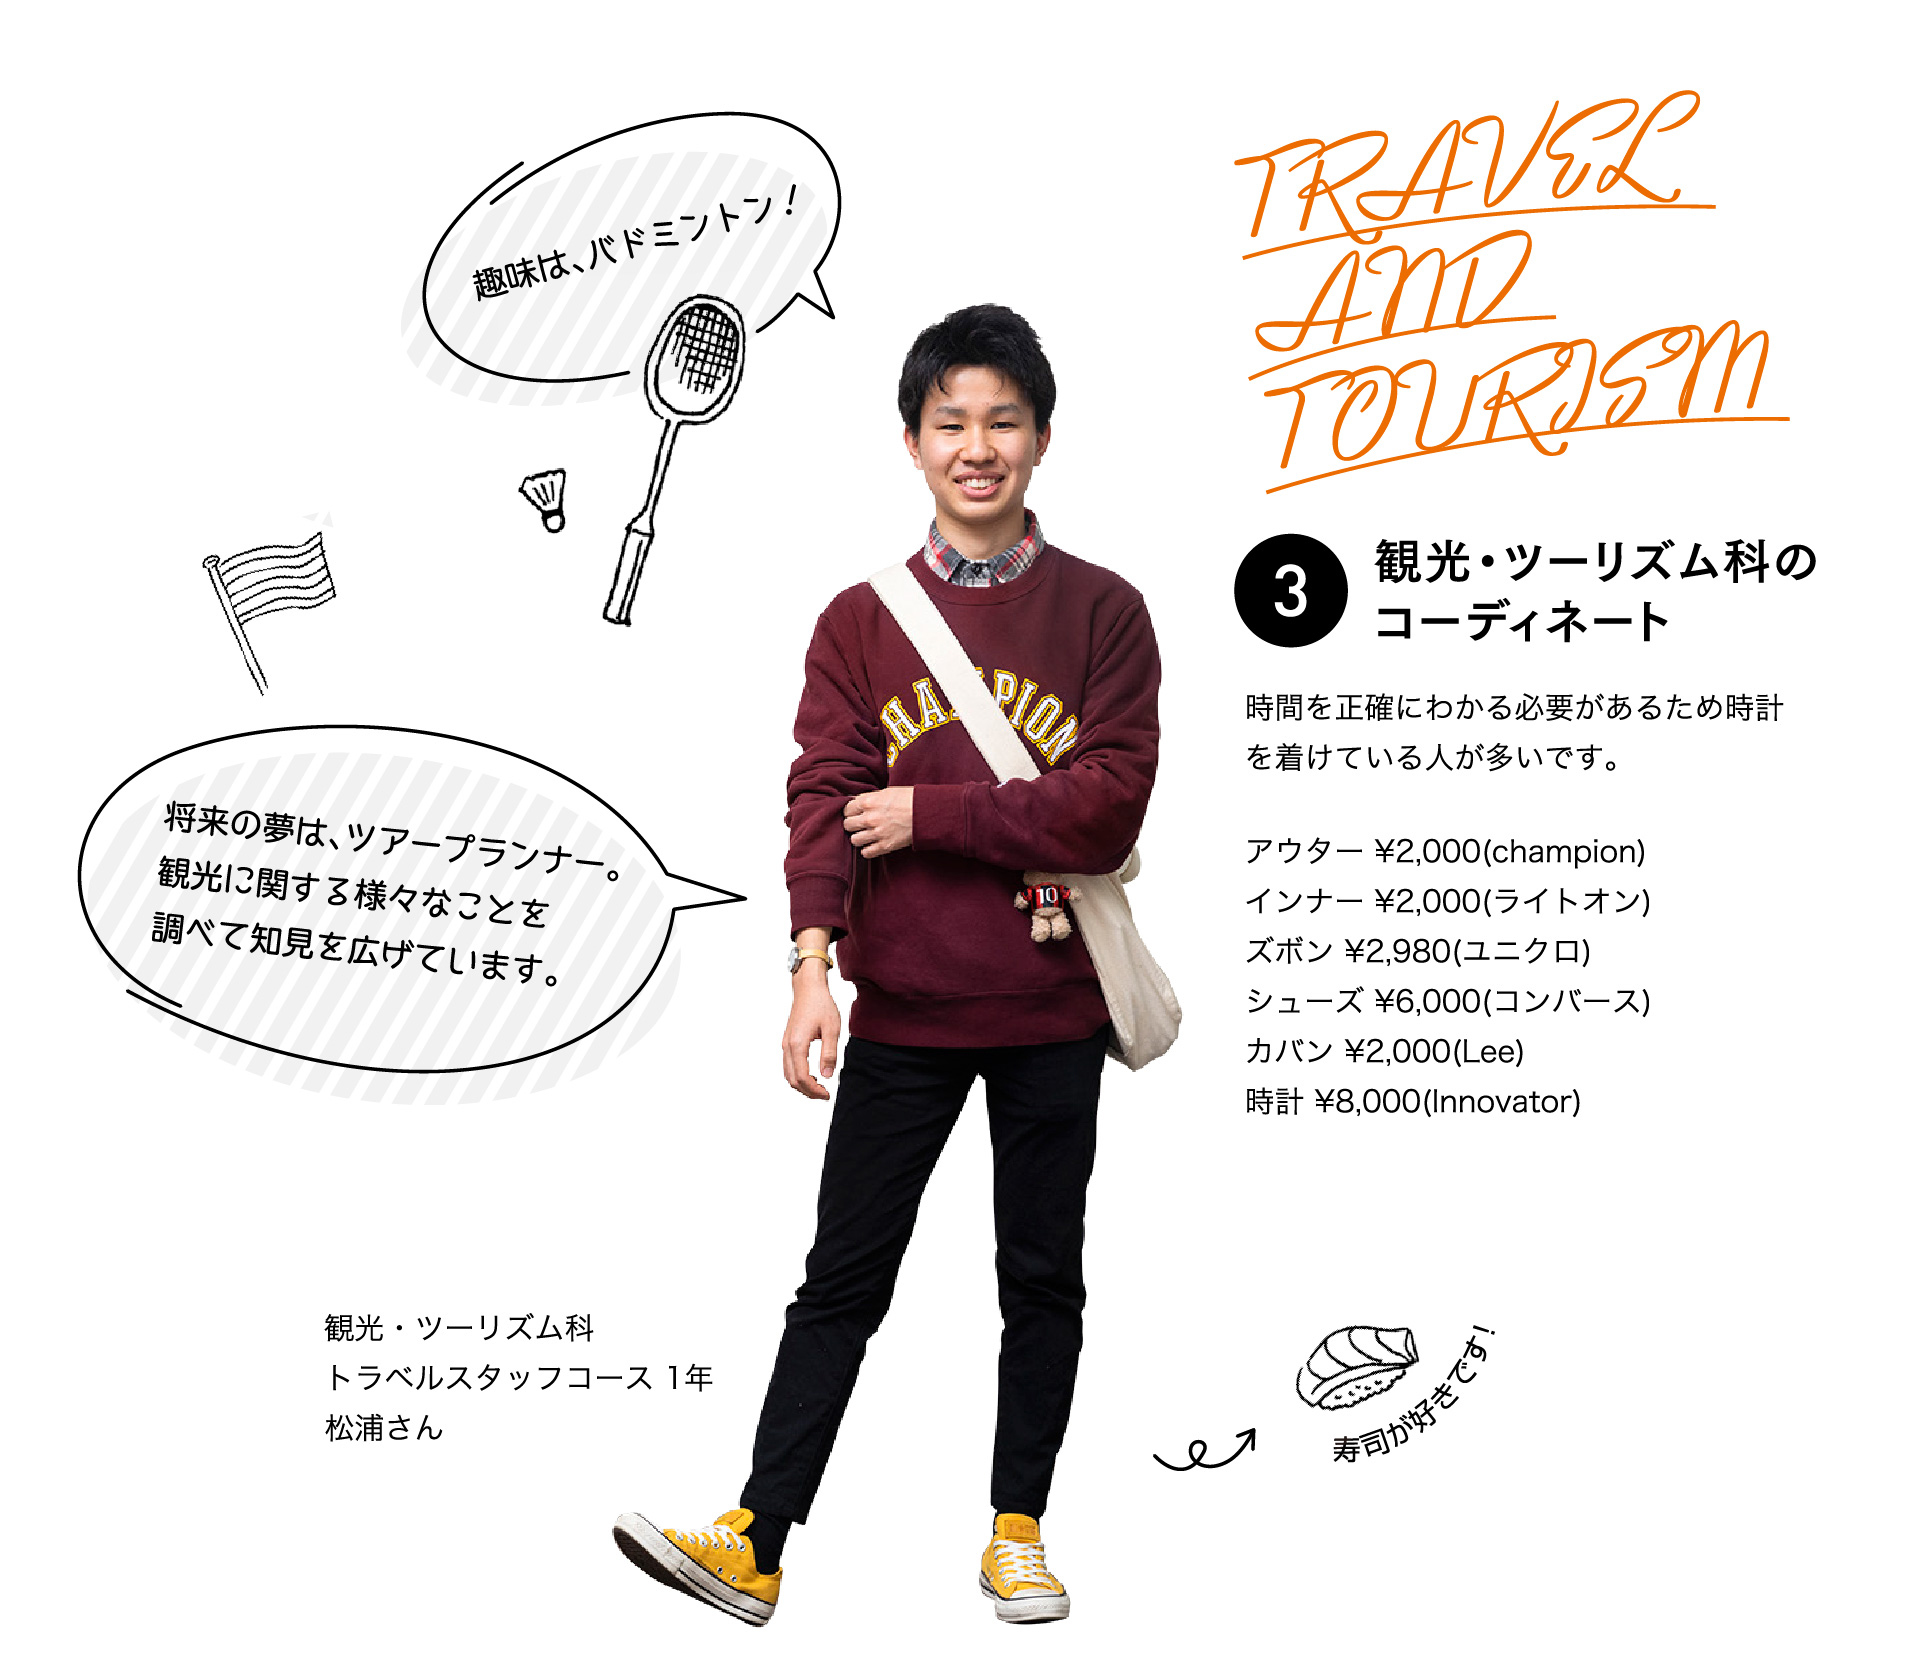 趣味は、バドミントン！
TRAVEL
AND
TOURISM
3
観光・ツーリズム科の
コーディネート
時間を正確にわかる必要があるため時計
を着けている人が多いです。
アウター ¥2,000(champion)
インナー ¥2,000(ライトオン)
ズボン ¥2,980(ユニクロ)
シューズ ¥6,000(コンバース)
カバン ¥2,000(Lee)
時計 ¥8,000(Innovator)
将来の夢は、ツアープランナー。
観光に関する様々なことを
調べて知見を広げています。
CHAMPION
10
観光・ツーリズム科
トラベルスタッフコース 1年
松浦さん
寿司が好きです!